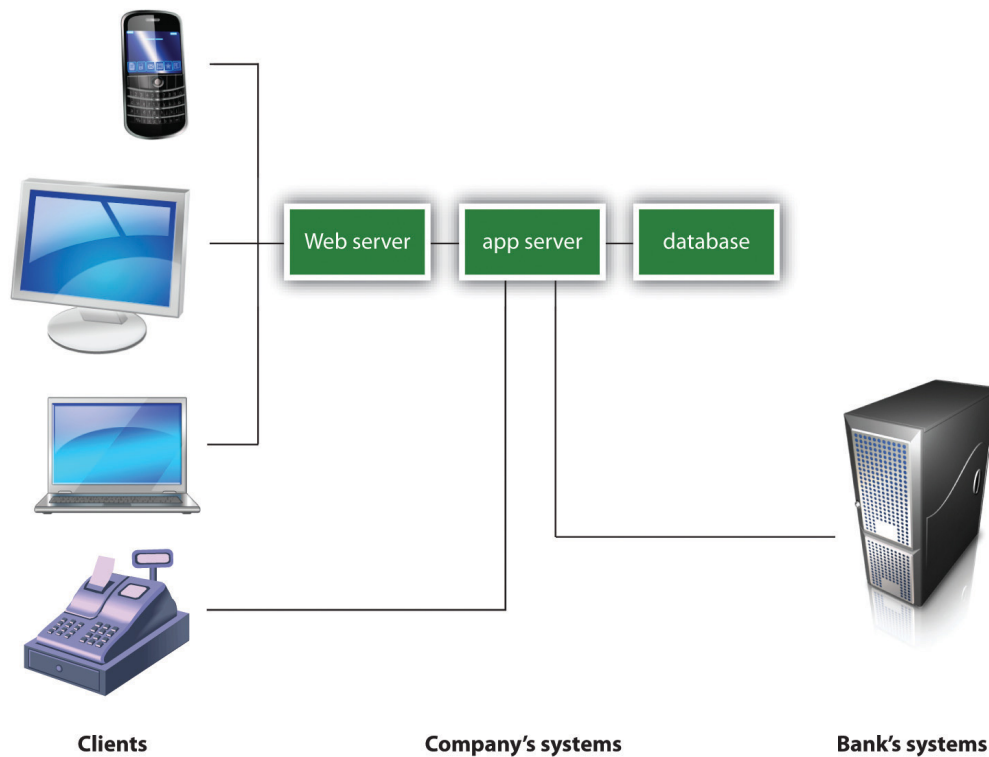 Web server
app server
database
Clients
Company's systems
Bank's systems